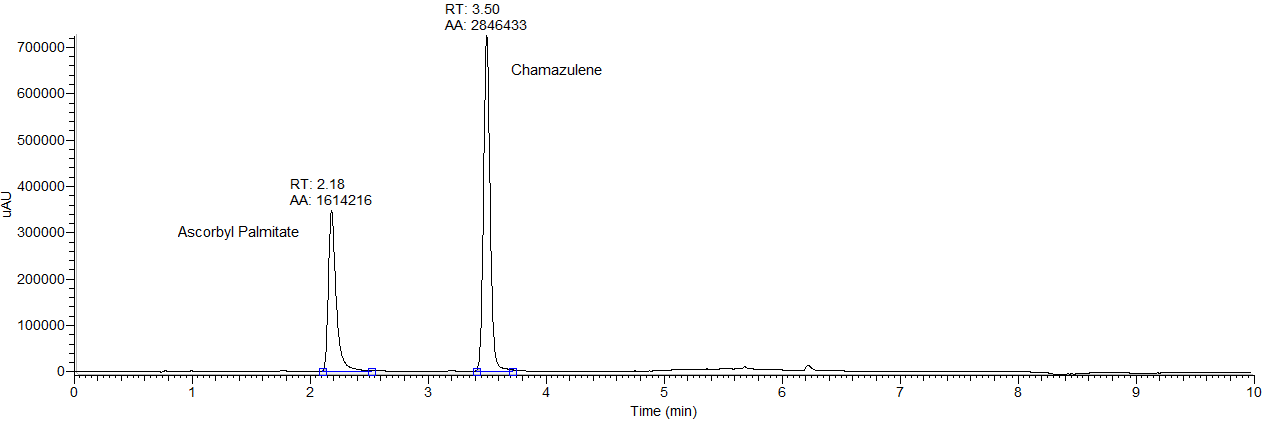 RT: 3.50
AA: 2846433
700000
Chamazulene
600000
500000
400000
RT: 2.18
AA: 1614216
uAU
300000
Ascorbyl Palmitate
200000
100000
0
0 1 2 3 4 5 6 7 8 9 10
Time (min)